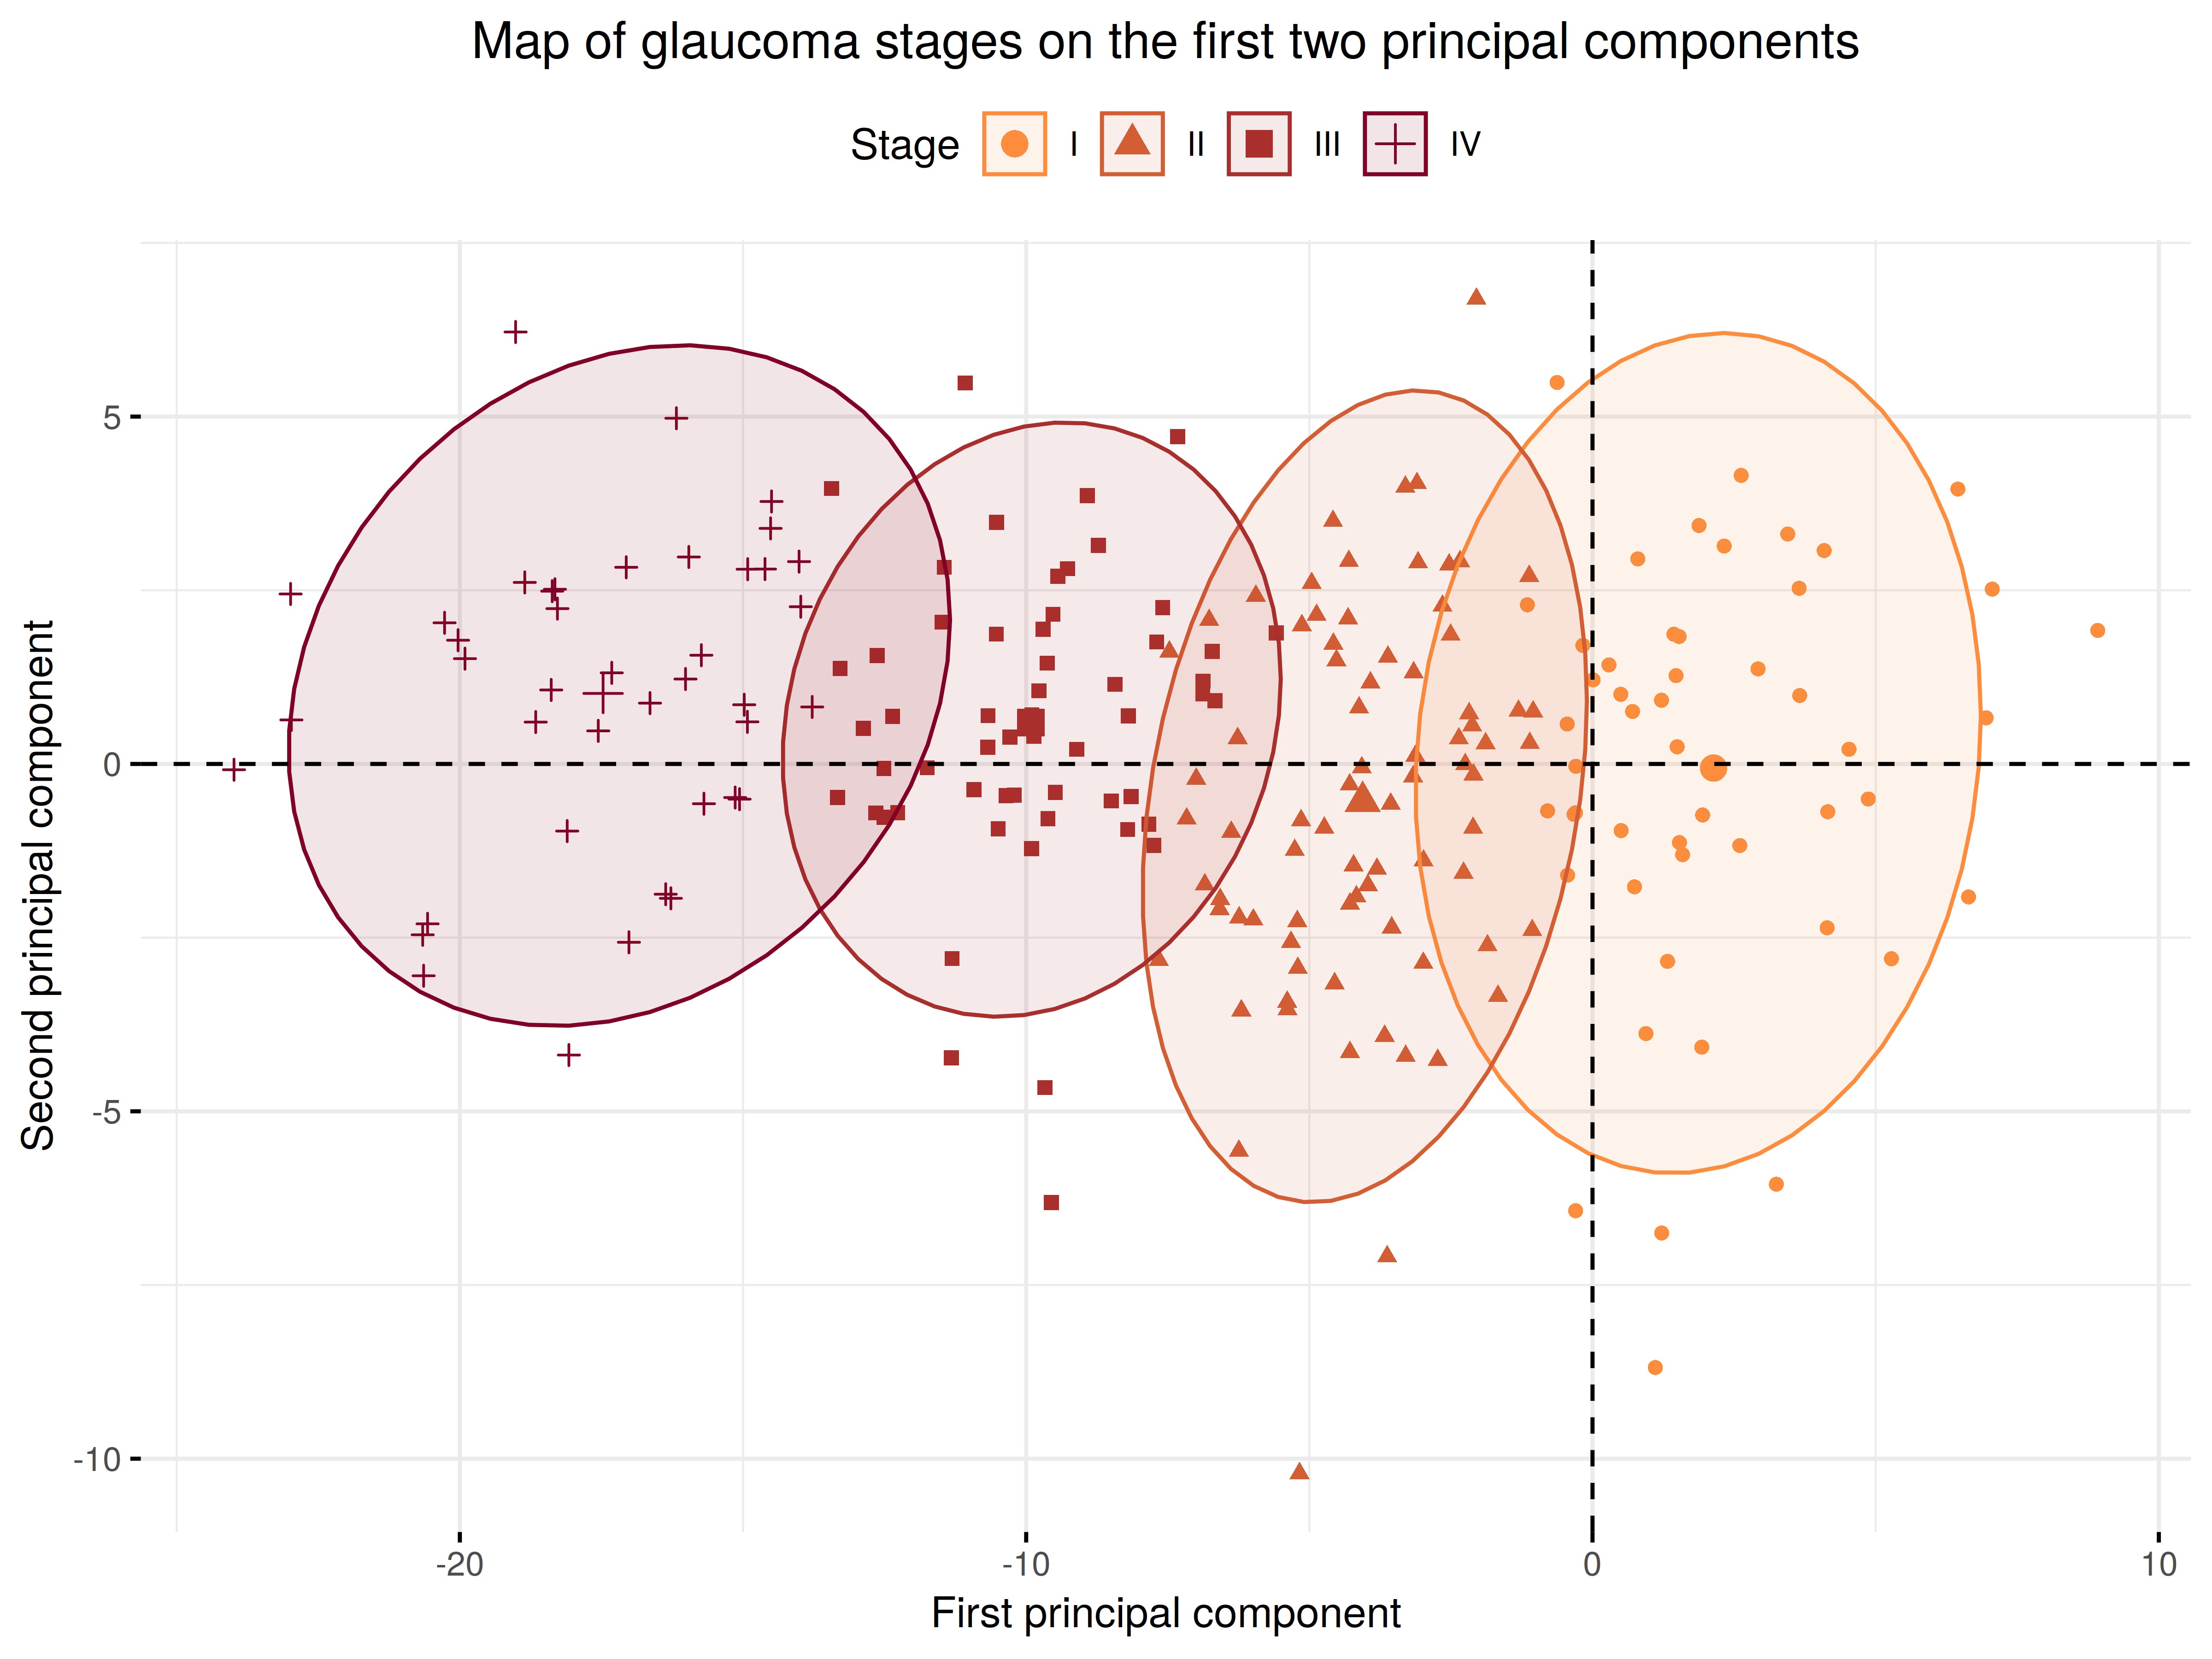 Map of glaucoma stages on the first two principal components
Stage I II III IV
5
0
-5
-10
Second principal component
-20 -10 0 10
First principal component